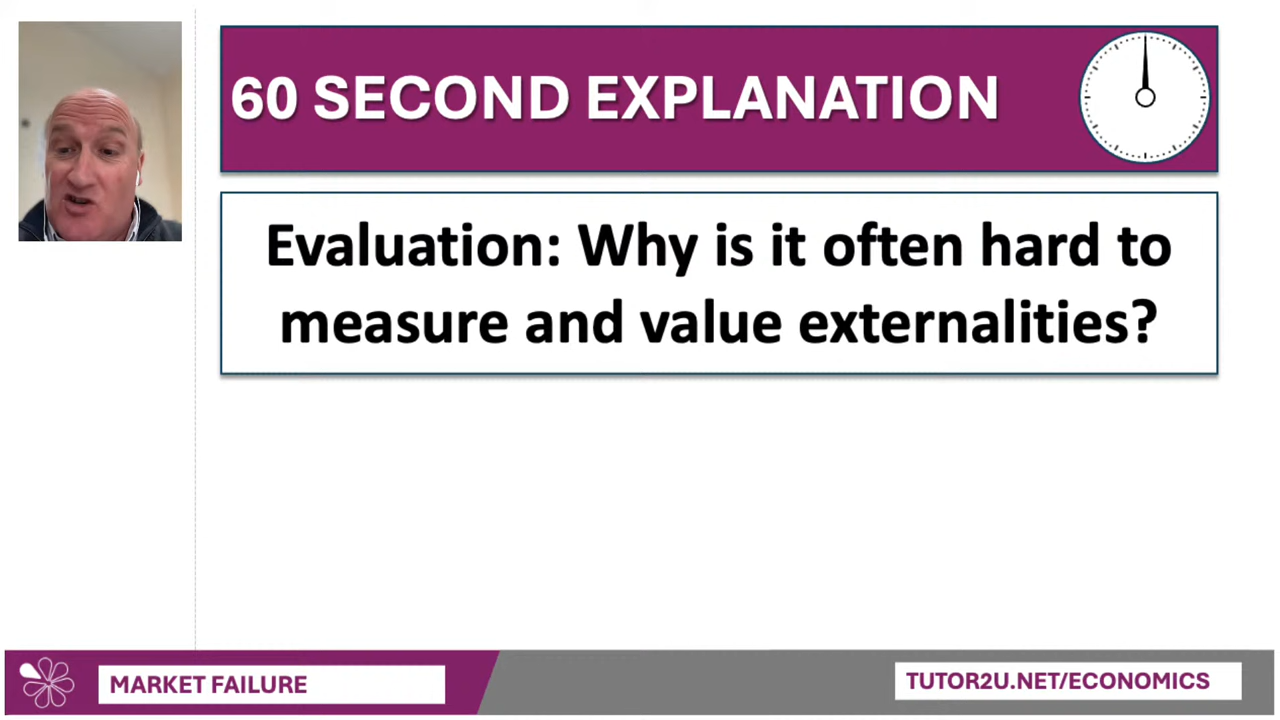 60 SECOND EXPLANATION
Evaluation: Why is it often hard to
measure and value externalities?
MARKET FAILURE
TUTOR2U.NET/ECONOMICS